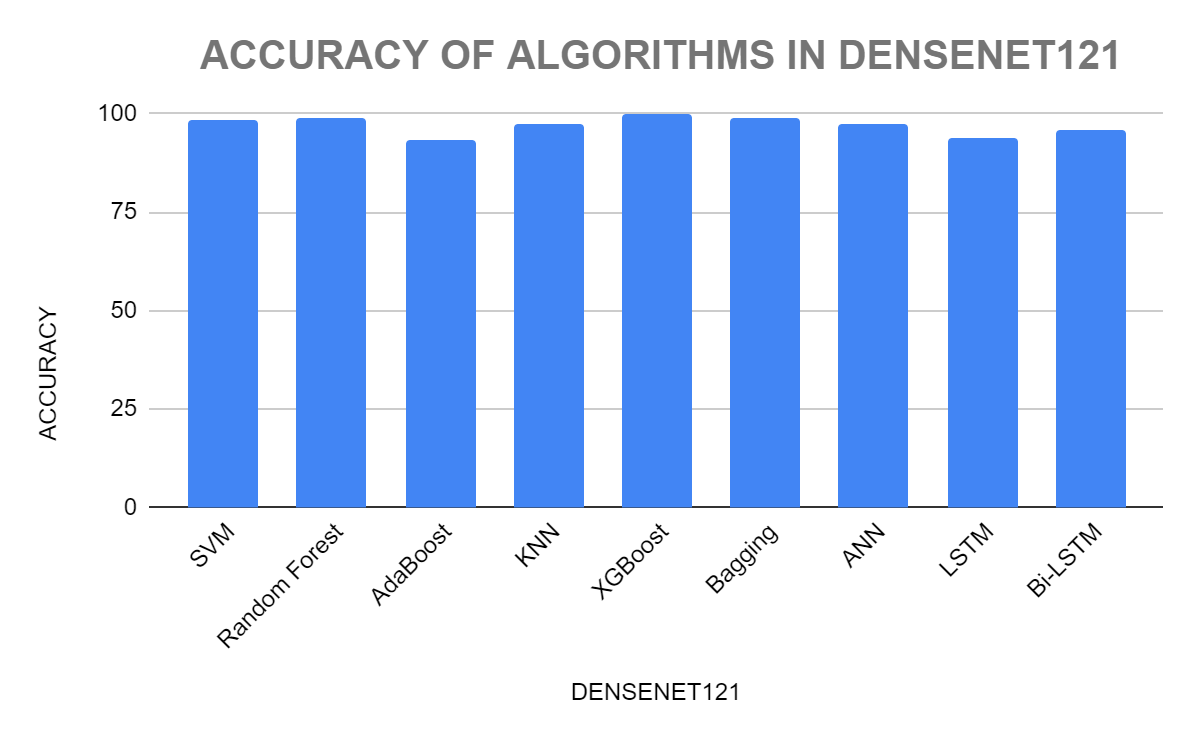 ACCURACY OF ALGORITHMS IN DENSENET121
100
75
50
25
0
ACCURACY
SVM
Random Forest
AdaBoost
KNN
XGBoost
Bagging
ANN
LSTM
Bi-LSTM
DENSENET121